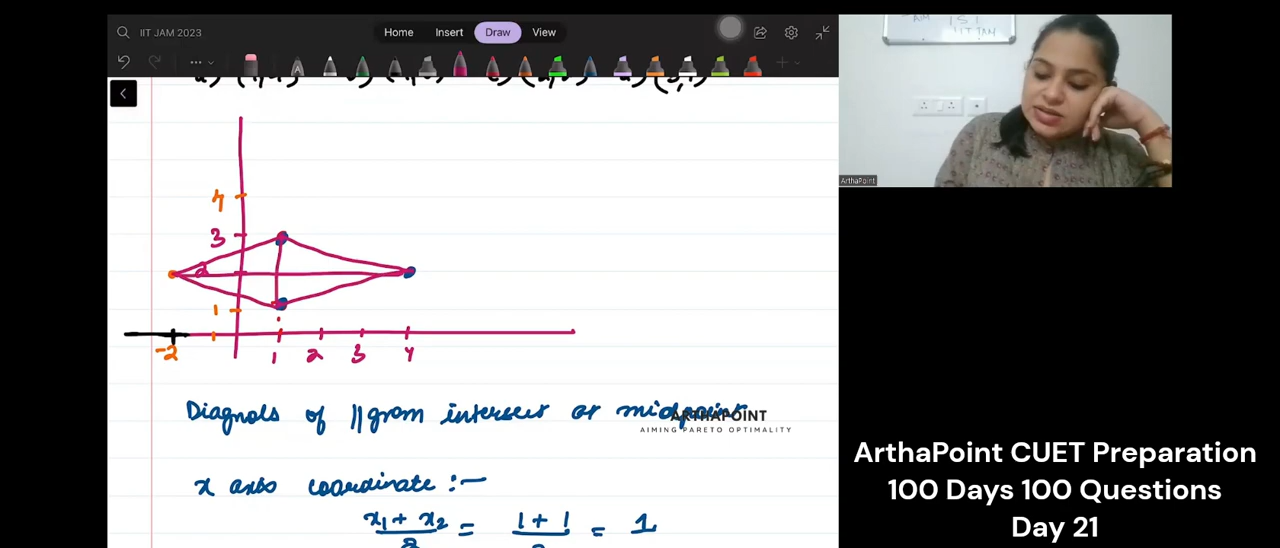 IIT JAM 2023
Home Insert Draw View
4
3
2
1
-2 1 2 3 4
Diagnols of ||gram intersect at midpoint
ARTHAPOINT
AIMING PARETO OPTIMALITY
x axis coordinate :-
x₁ + x₂ = 1 + 1 = 1
2 2
ArthaPoint
ArthaPoint CUET Preparation
100 Days 100 Questions
Day 21